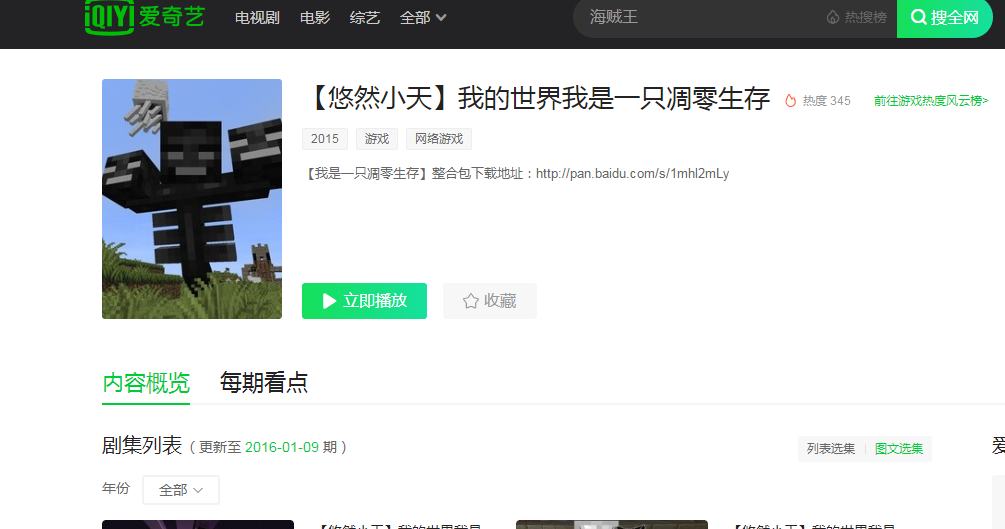 iQIYI 爱奇艺 电视剧 电影 综艺 全部 海贼王 热搜榜 搜全网
【悠然小天】我的世界我是一只凋零生存 热度 345 前往游戏热度风云榜>
2015 游戏 网络游戏
【我是一只凋零生存】整合包下载地址：http://pan.baidu.com/s/1mhl2mLy
立即播放 收藏
内容概览 每期看点
剧集列表（更新至 2016-01-09 期） 列表选集 图文选集
年份 全部
【悠然小天】我的世界我是 【悠然小天】我的世界我是